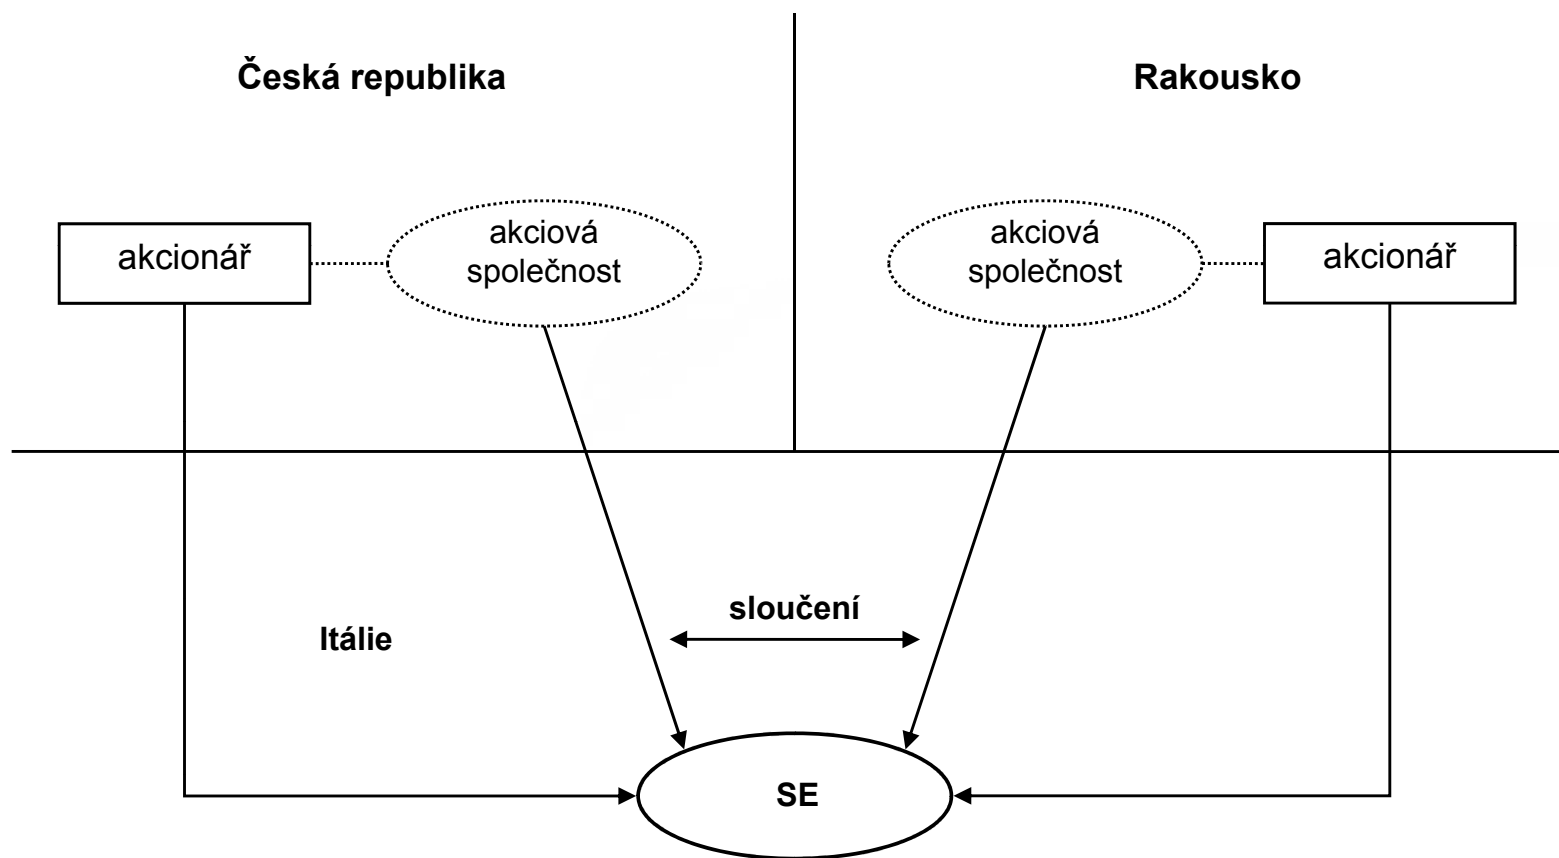 Česká republika
Rakousko
akcionář
akciová
společnost
akciová
společnost
akcionář
sloučení
Itálie
SE